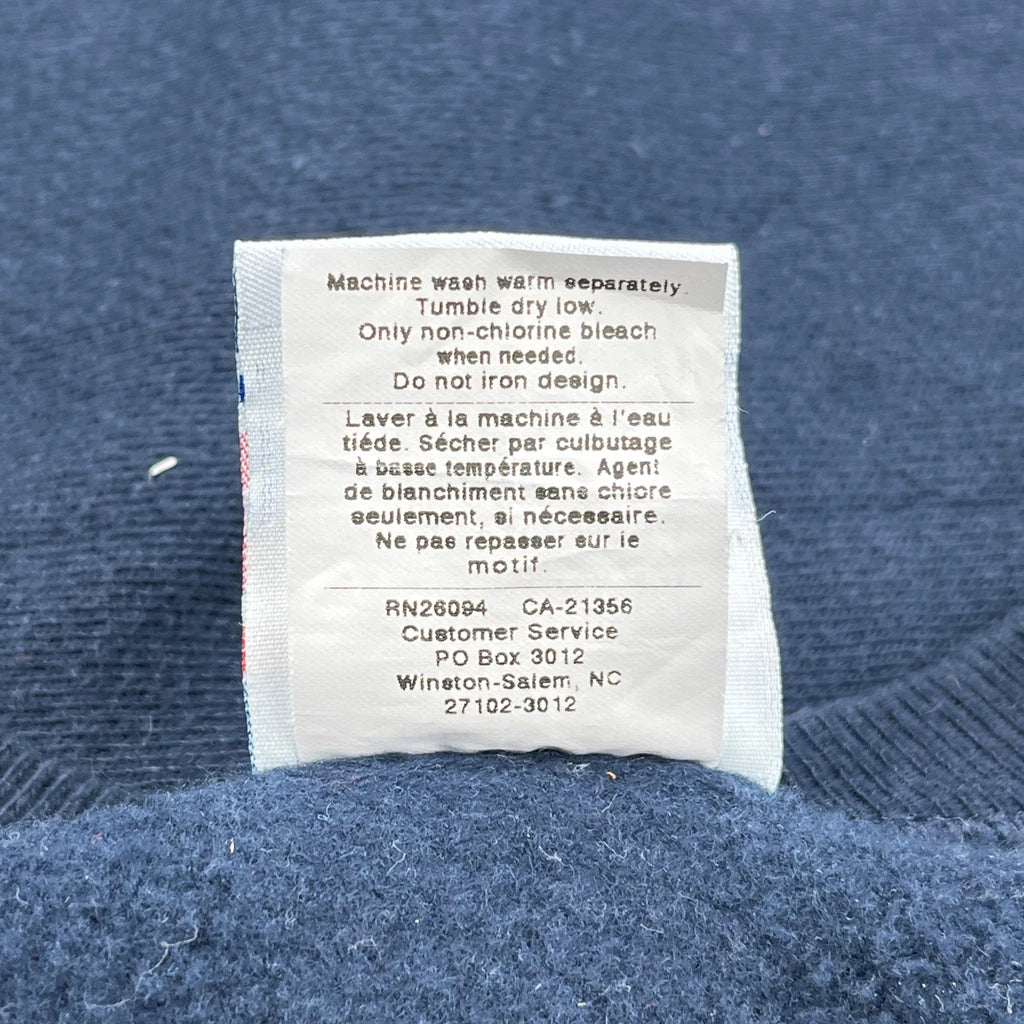 Machine wash warm separately.
Tumble dry low.
Only non-chlorine bleach
when needed.
Do not iron design.
Laver à la machine à l'eau
tiéde. Sécher par culbutage
à basse température. Agent
de blanchiment sans chlore
seulement, si nécessaire.
Ne pas repasser sur le
motif.
RN26094 CA-21356
Customer Service
PO Box 3012
Winston-Salem, NC
27102-3012